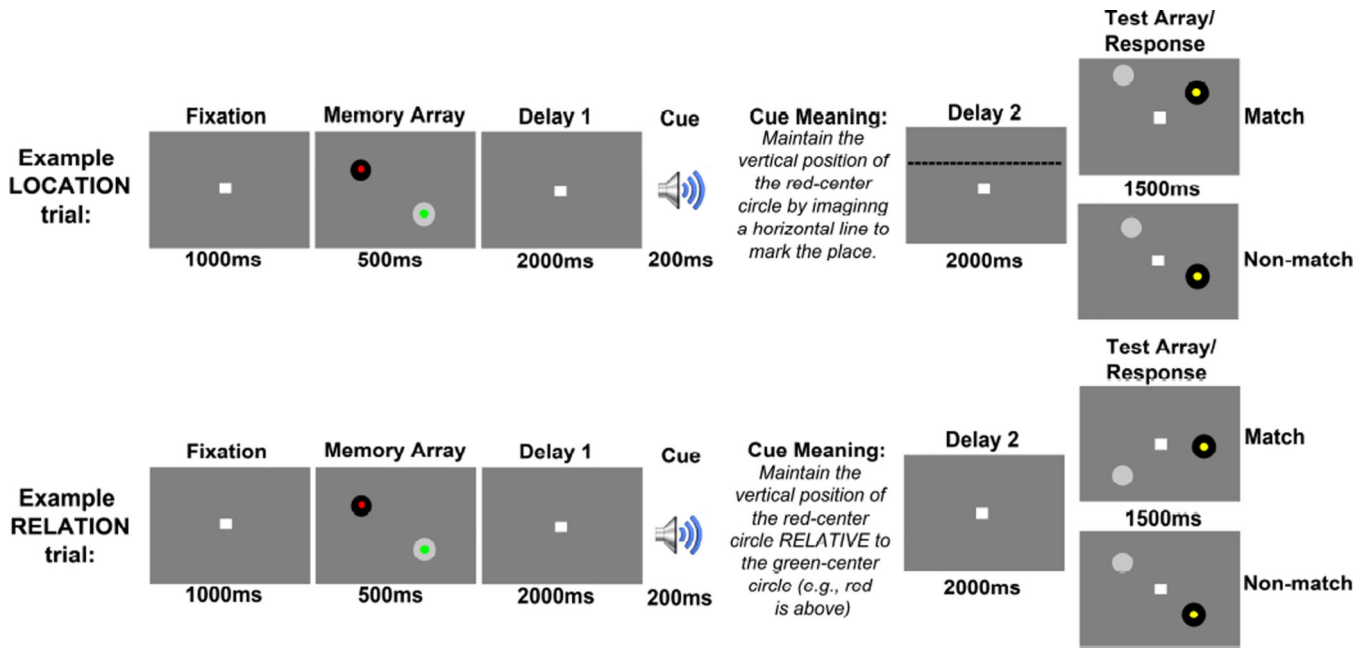 Test Array/
Response
Fixation
Memory Array
Delay 1
Cue
Cue Meaning:
Delay 2
Example
LOCATION
trial:
Maintain the
vertical position of
the red-center
circle by imaginng
a horizontal line to
mark the place.
Match
1000ms
500ms
2000ms
200ms
2000ms
1500ms
Non-match
Test Array/
Response
Fixation
Memory Array
Delay 1
Cue
Cue Meaning:
Delay 2
Example
RELATION
trial:
Maintain the
vertical position of
the red-center
circle RELATIVE to
the green-center
circle (e.g., red
is above)
Match
1000ms
500ms
2000ms
200ms
2000ms
1500ms
Non-match